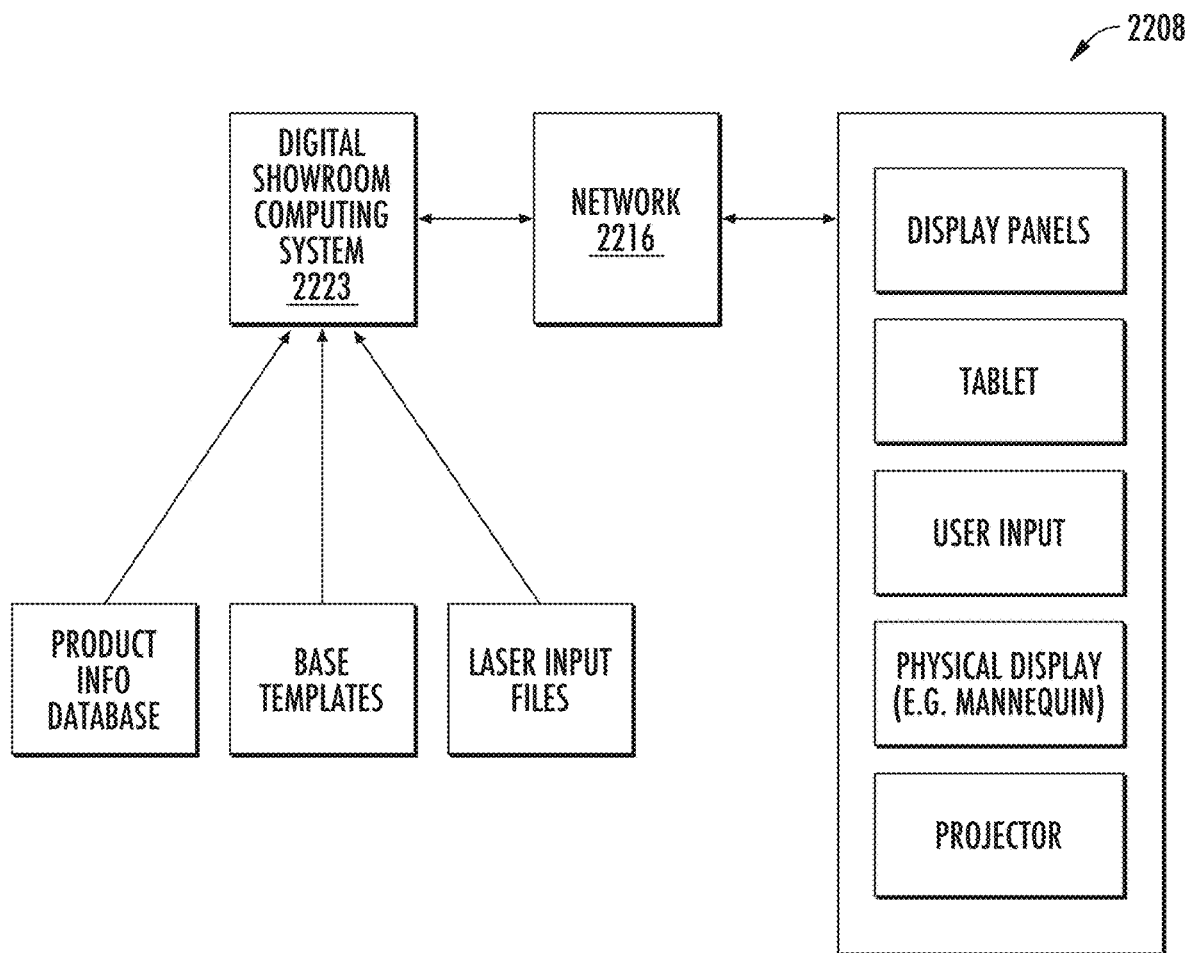 2208
DIGITAL
SHOWROOM
COMPUTING
SYSTEM
2223
NETWORK
2216
DISPLAY PANELS
TABLET
USER INPUT
PHYSICAL DISPLAY
(E.G. MANNEQUIN)
PROJECTOR
PRODUCT
INFO
DATABASE
BASE
TEMPLATES
LASER INPUT
FILES